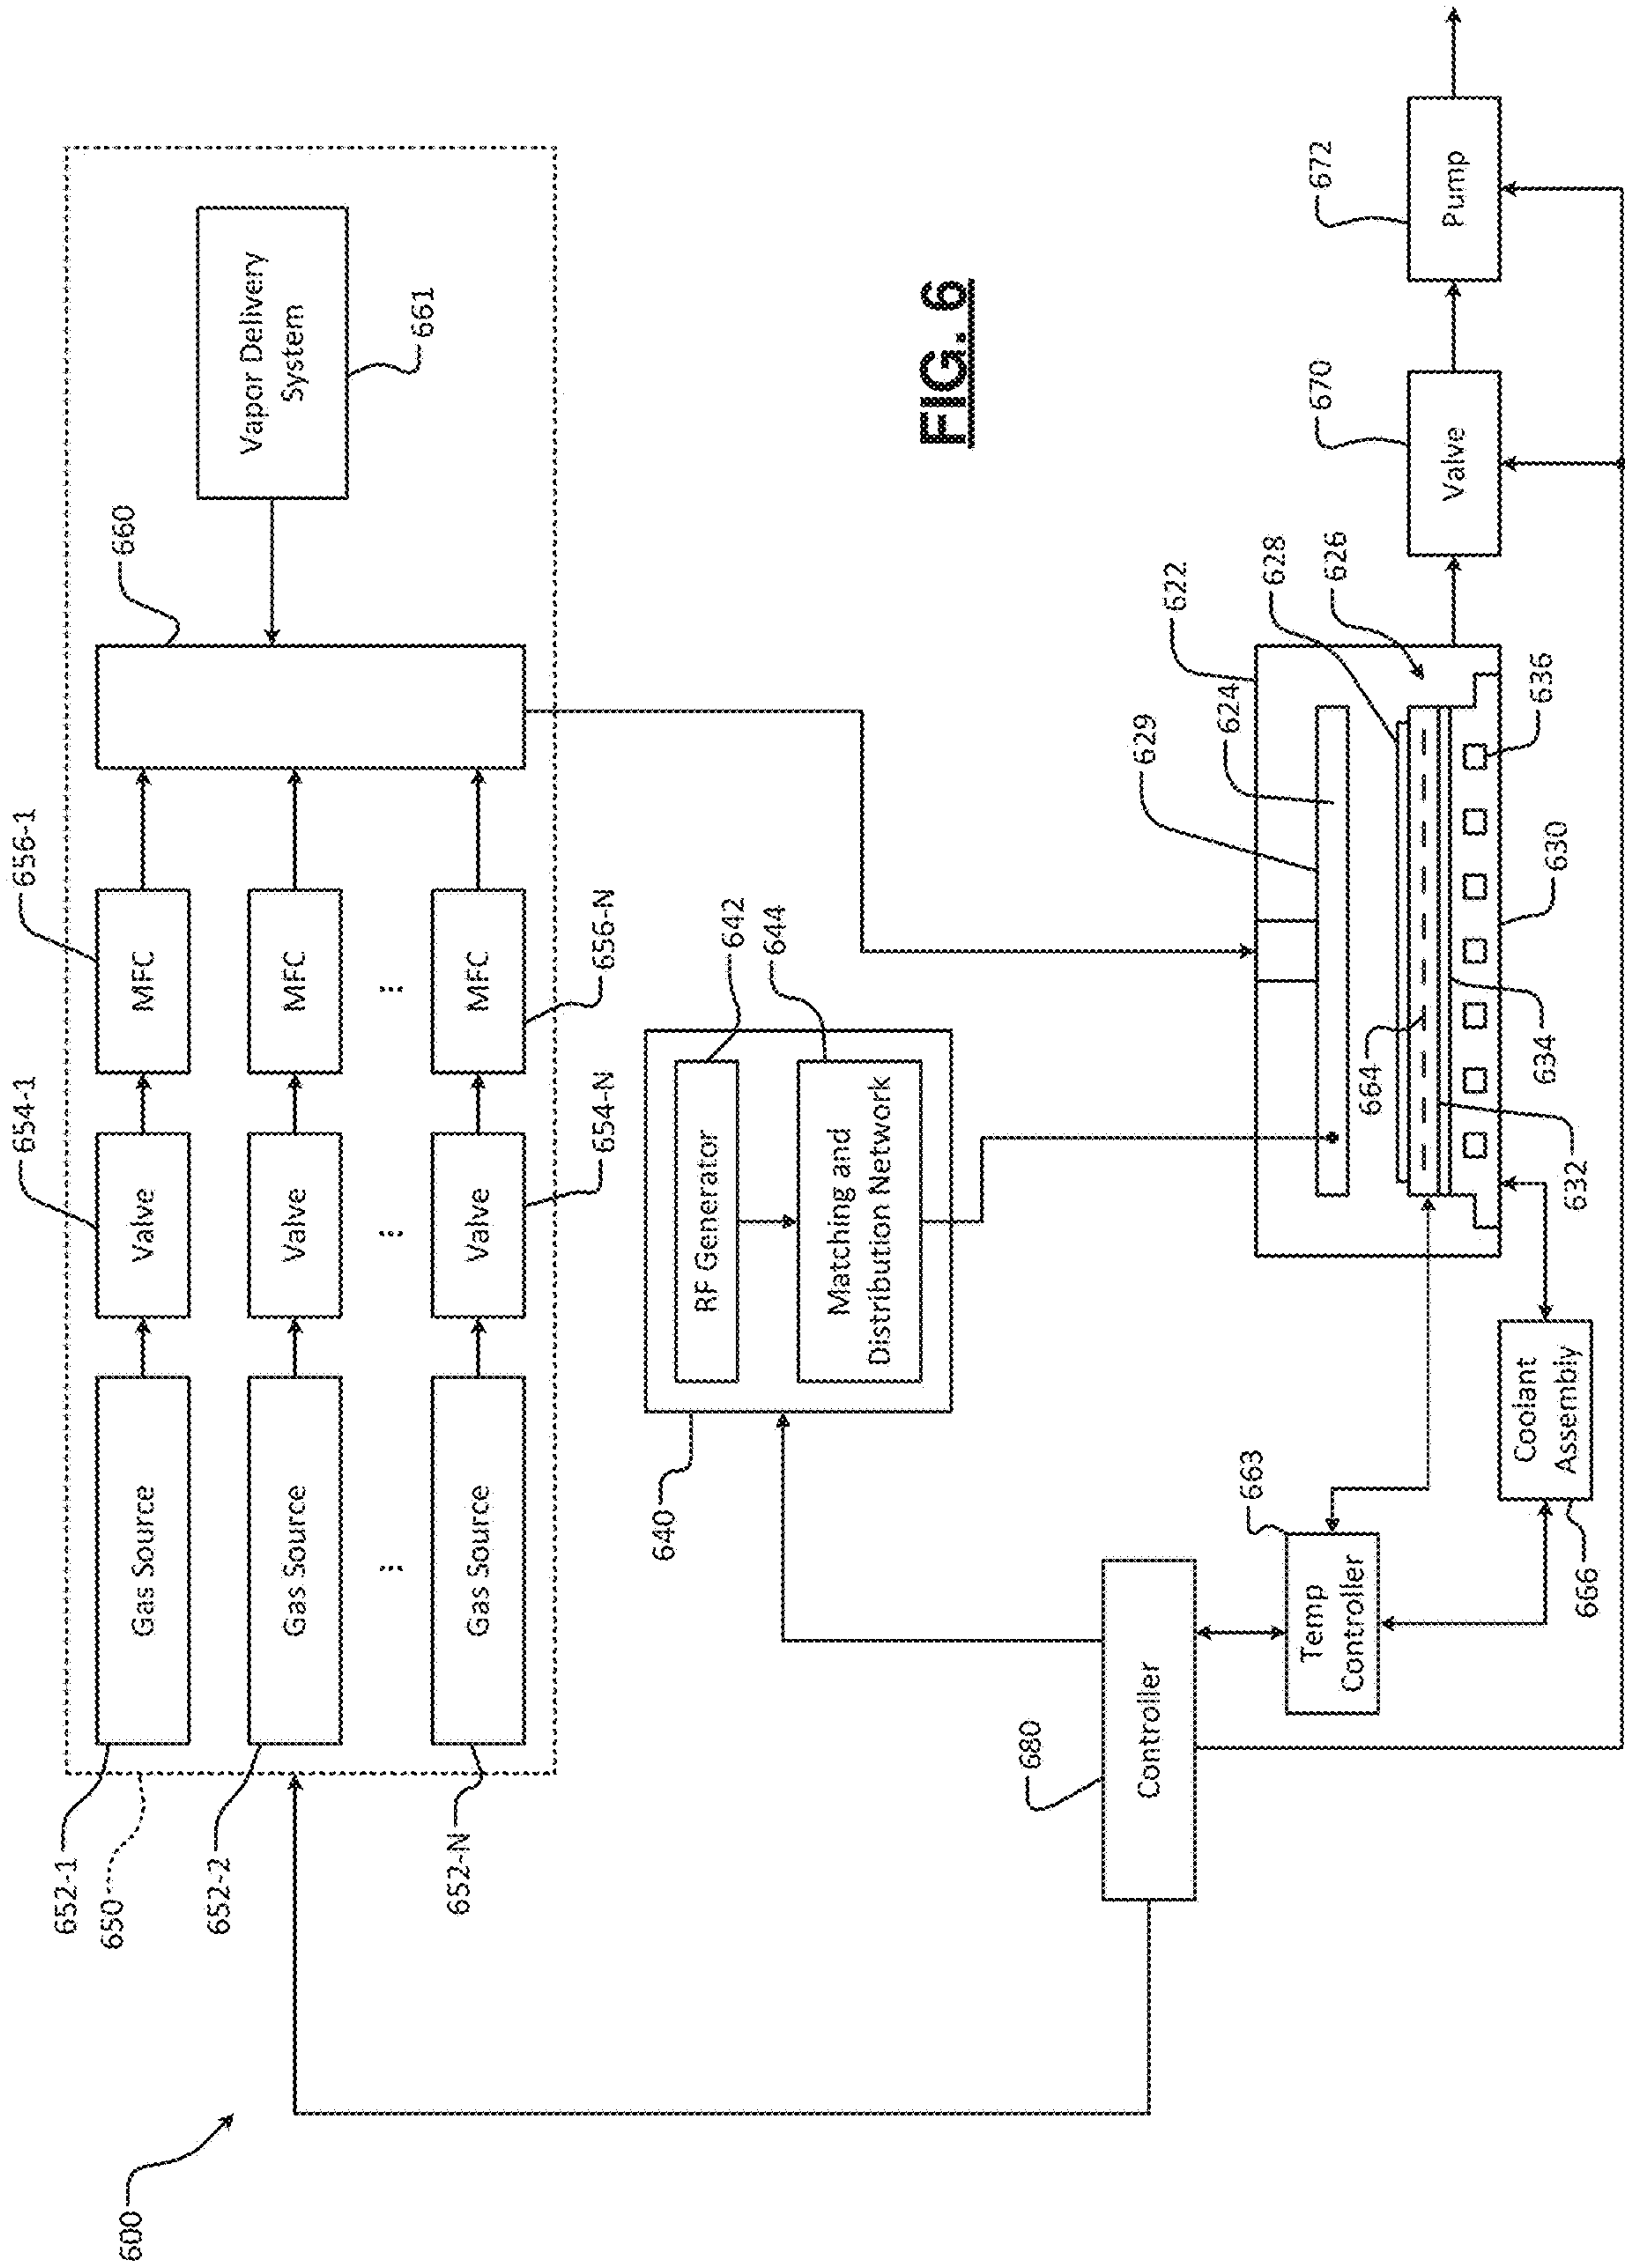 600
652-1
650
652-2
652-N
Gas Source
Gas Source
:
Gas Source
654-1
Valve
Valve
:
Valve
654-N
656-1
MFC
MFC
:
MFC
656-N
660
Vapor Delivery
System
661
640
RF Generator
642
Matching and
Distribution Network
644
680
Controller
663
Temp
Controller
666
Coolant
Assembly
622
624
629
628
626
664
632
634
630
636
670
Valve
672
Pump
FIG. 6